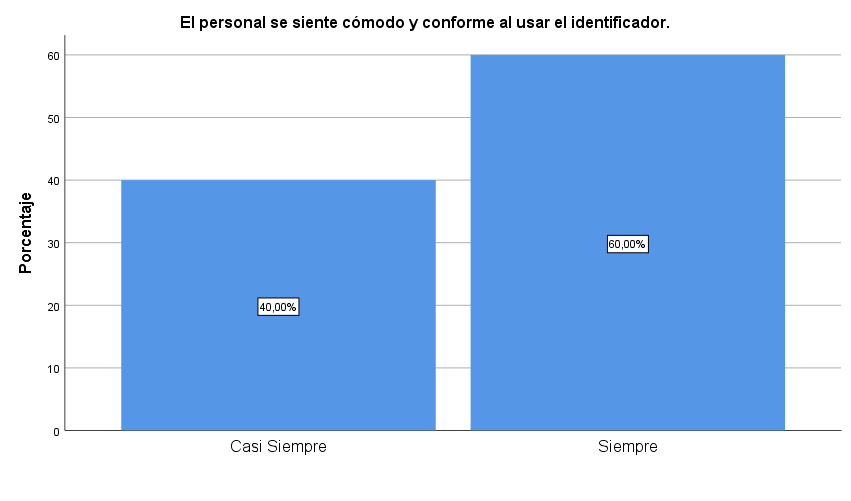 El personal se siente cómodo y conforme al usar el identificador.
Porcentaje
60
50
40
30
20
10
0
40,00%
60,00%
Casi Siempre
Siempre